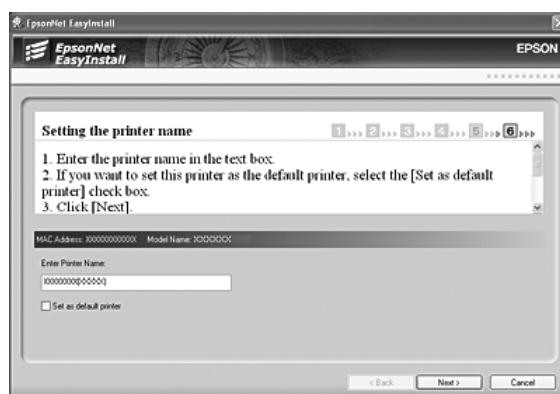 EpsonNet EasyInstall
EpsonNet
EasyInstall
EPSON
Setting the printer name
1 2 3 4 5 6
1. Enter the printer name in the text box.
2. If you want to set this printer as the default printer, select the [Set as default
printer] check box.
3. Click [Next].
MAC Address: XXXXXXXXXXXX Model Name: XXXXXXX
Enter Printer Name:
Set as default printer
< Back
Next >
Cancel